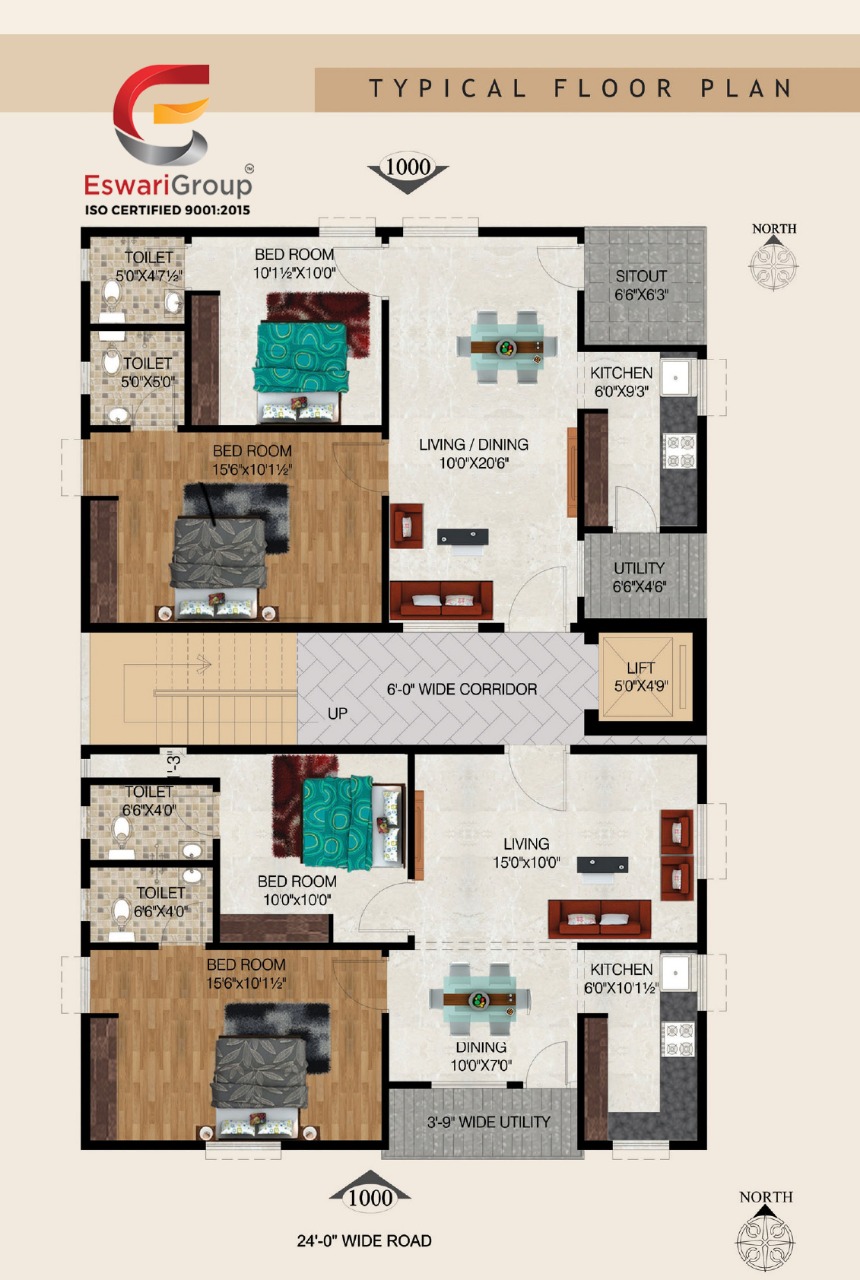 TYPICAL FLOOR PLAN
EswariGroup™
ISO CERTIFIED 9001:2015
1000
NORTH
TOILET
5'0"X4'7½"
BED ROOM
10'1½"X10'0"
SITOUT
6'6"X6'3"
TOILET
5'0"X5'0"
KITCHEN
6'0"X9'3"
BED ROOM
15'6"x10'1½"
LIVING / DINING
10'0"X20'6"
UTILITY
6'6"X4'6"
LIFT
5'0"X4'9"
6'-0" WIDE CORRIDOR
UP
'-3"
TOILET
6'6"X4'0"
LIVING
15'0"x10'0"
BED ROOM
10'0"x10'0"
TOILET
6'6"X4'0"
BED ROOM
15'6"x10'1½"
KITCHEN
6'0"X10'1½"
DINING
10'0"X7'0"
3'-9" WIDE UTILITY
1000
NORTH
24'-0" WIDE ROAD